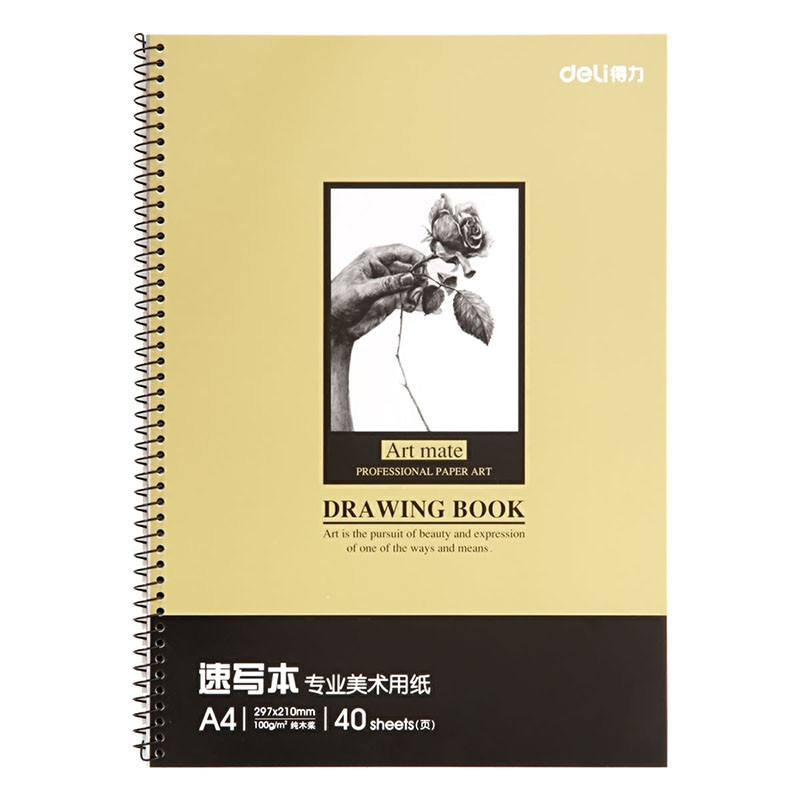 deli得力
Art mate
PROFESSIONAL PAPER ART
DRAWING BOOK
Art is the pursuit of beauty and expression
of one of the ways and means.
速写本 专业美术用纸
A4 297x210mm 40 sheets(页)
100g/m² 纯木浆